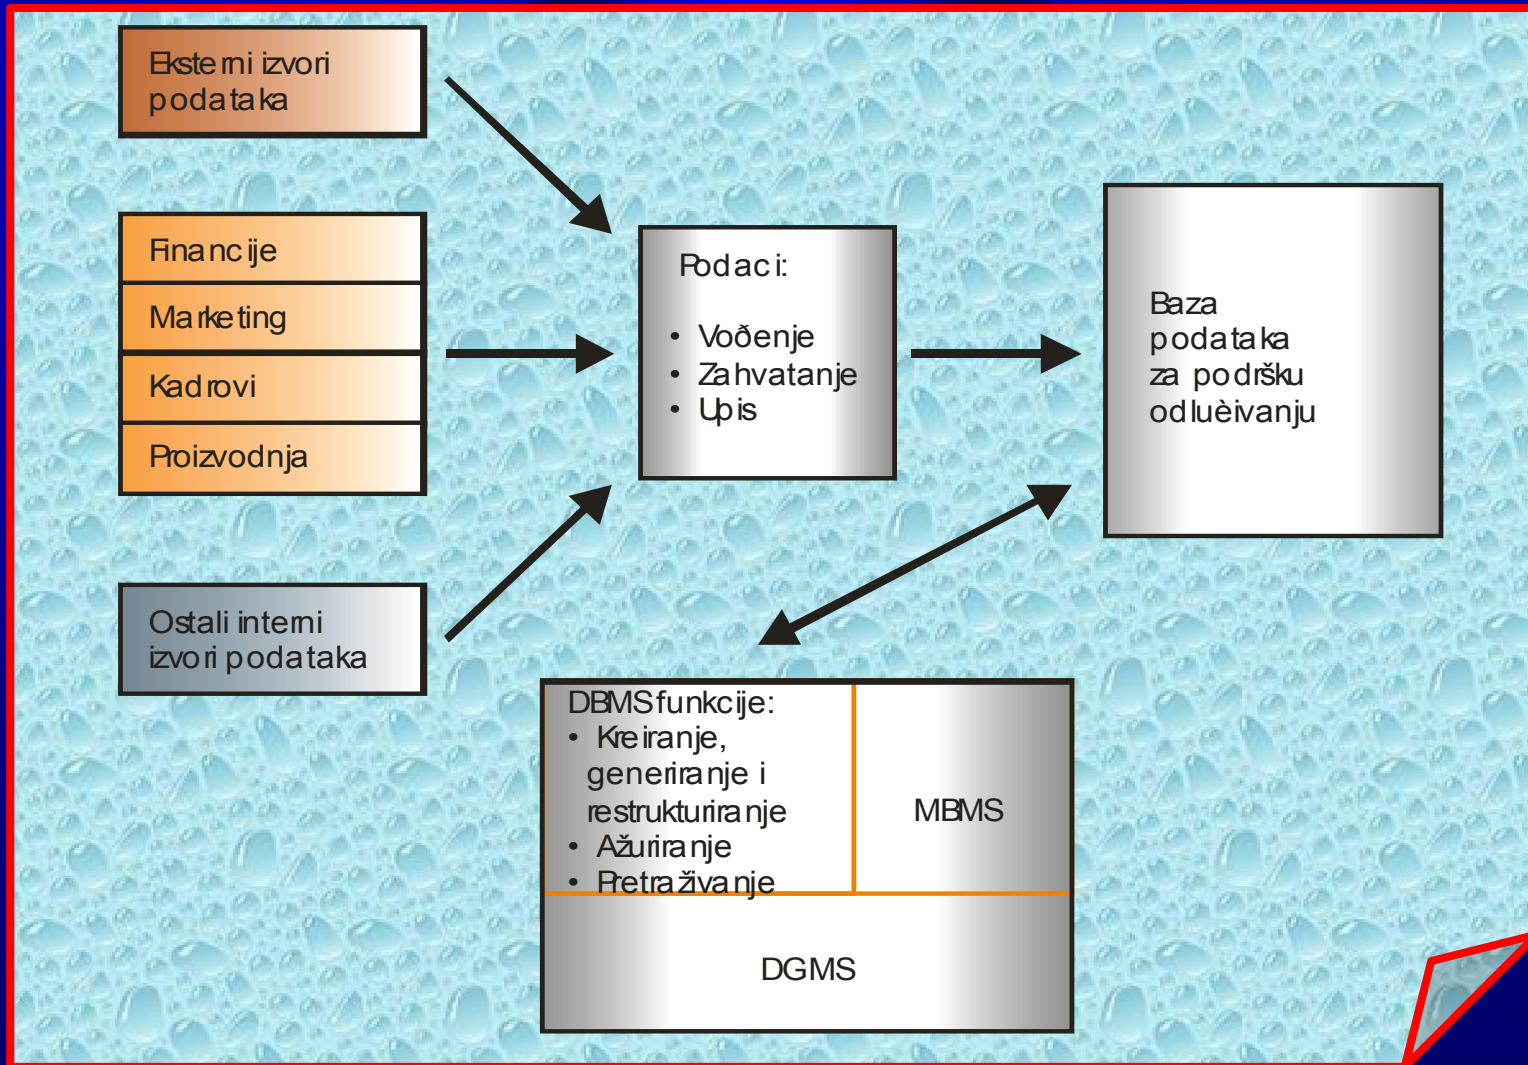 Eksterni izvori
podataka
Financije
Marketing
Kadrovi
Proizvodnja
Ostali interni
izvori podataka
Podaci:
• Voðenje
• Zahvatanje
• Upis
Baza
podataka
za podršku
odluèivanju
DBMS funkcije:
• Kreiranje,
generiranje i
restrukturiranje
• Ažuriranje
• Pretraživanje
MBMS
DGMS